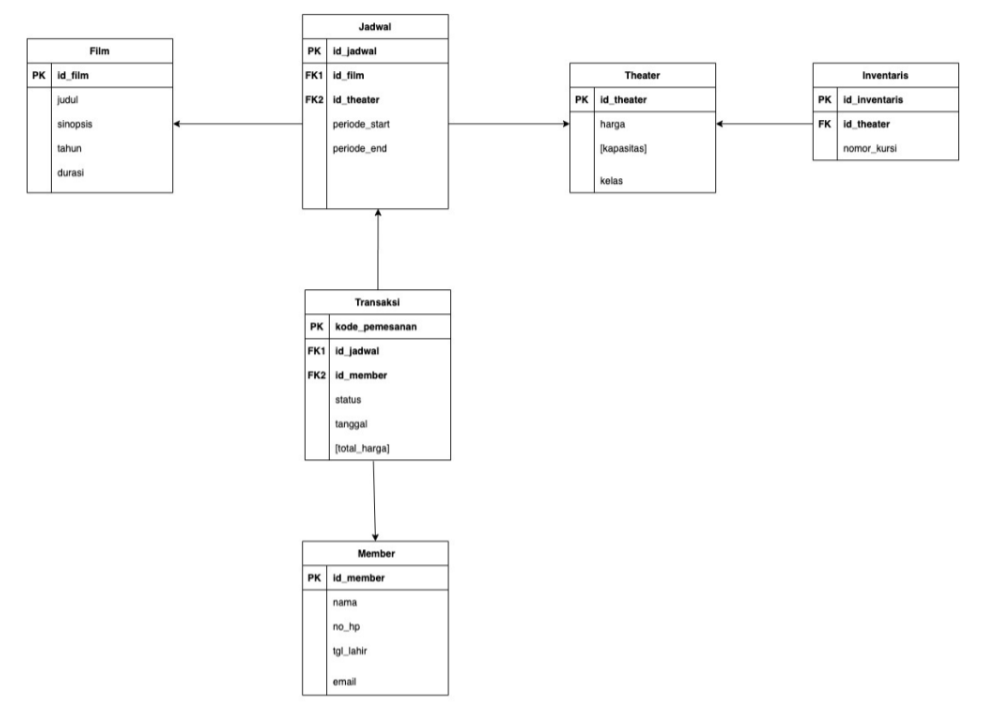 Film
PK id_film
judul
sinopsis
tahun
durasi
Jadwal
PK id_jadwal
FK1 id_film
FK2 id_theater
periode_start
periode_end
Theater
PK id_theater
harga
[kapasitas]
kelas
Inventaris
PK id_inventaris
FK id_theater
nomor_kursi
Transaksi
PK kode_pemesanan
FK1 id_jadwal
FK2 id_member
status
tanggal
[total_harga]
Member
PK id_member
nama
no_hp
tgl_lahir
email